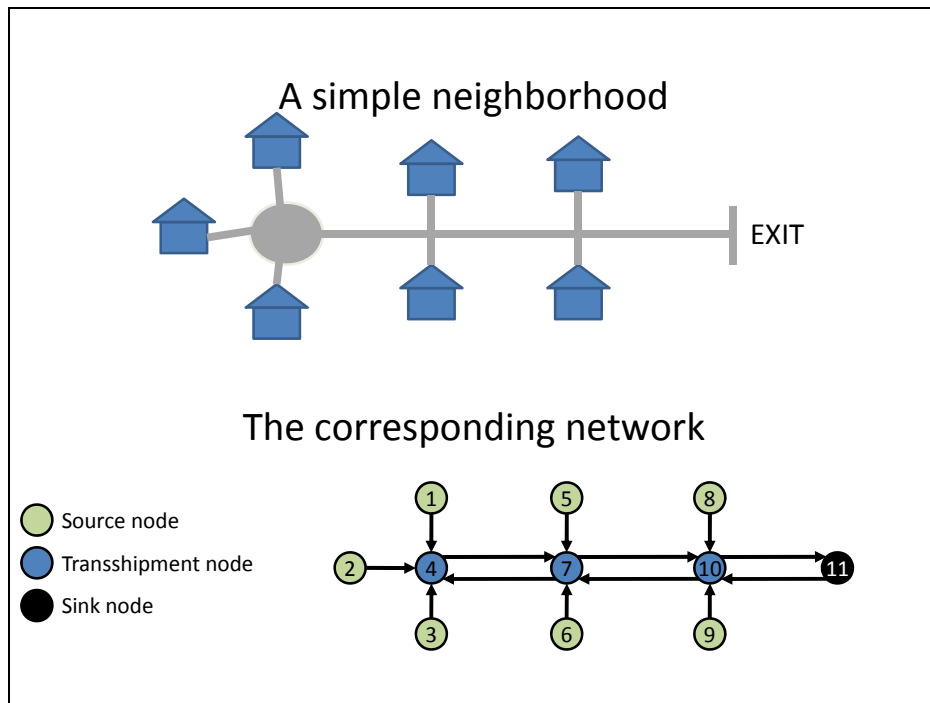 A simple neighborhood
EXIT
The corresponding network
1 5 8
Source node
Transshipment node
2 4 7 10 11
Sink node
3 6 9